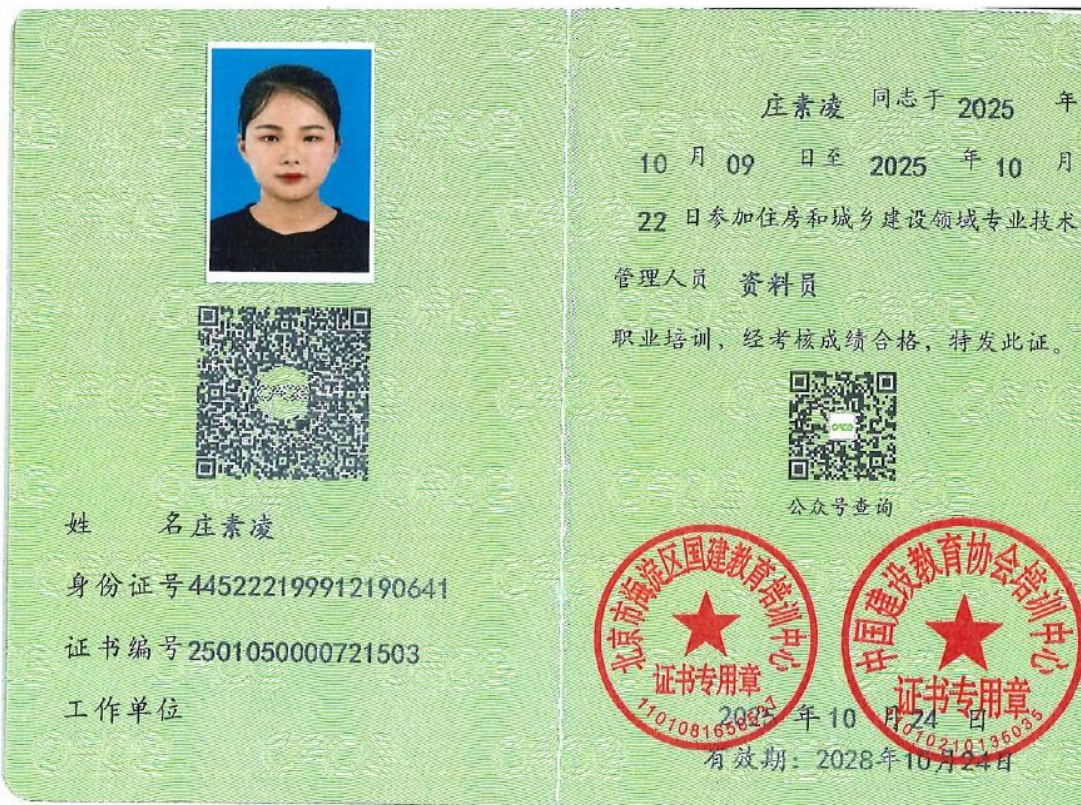 姓 名庄素凌
身份证号445222199912190641
证书编号2501050000721503
工作单位
庄素凌 同志于 2025 年
10 月 09 日至 2025 年 10 月
22 日参加住房和城乡建设领域专业技术
管理人员 资料员
职业培训，经考核成绩合格，特发此证。
公众号查询
北京市海淀区国建教育培训中心
证书专用章
中国建设教育协会培训中心
证书专用章
11010210136035
2025 年 10 月 24 日
有效期：2028年10月24日